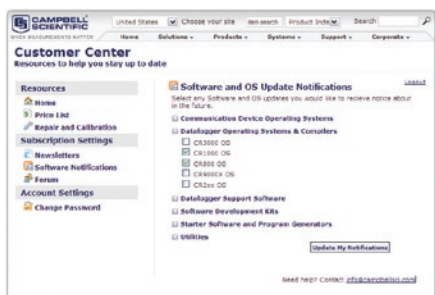 CAMPBELL SCIENTIFIC
WHEN MEASUREMENTS MATTER
United States Choose your site Search Product Index Search
Home Solutions Products Systems Support Corporate
Customer Center
Resources to help you stay up to date
Resources
Home
Price List
Repair and Calibration
Subscription Settings
Newsletters
Software Notifications
Forum
Account Settings
Change Password
Logout
Software and OS Update Notifications
Select any Software and OS updates you would like to recieve notice about
in the future.
Communication Device Operating Systems
Datalogger Operating Systems & Compilers
CR3000 OS
CR1000 OS
CR800 OS
CR9000X OS
CR2xx OS
Datalogger Support Software
Software Development Kits
Starter Software and Program Generators
Utilities
Update My Notifications
Need help? Contact info@campbellsci.com